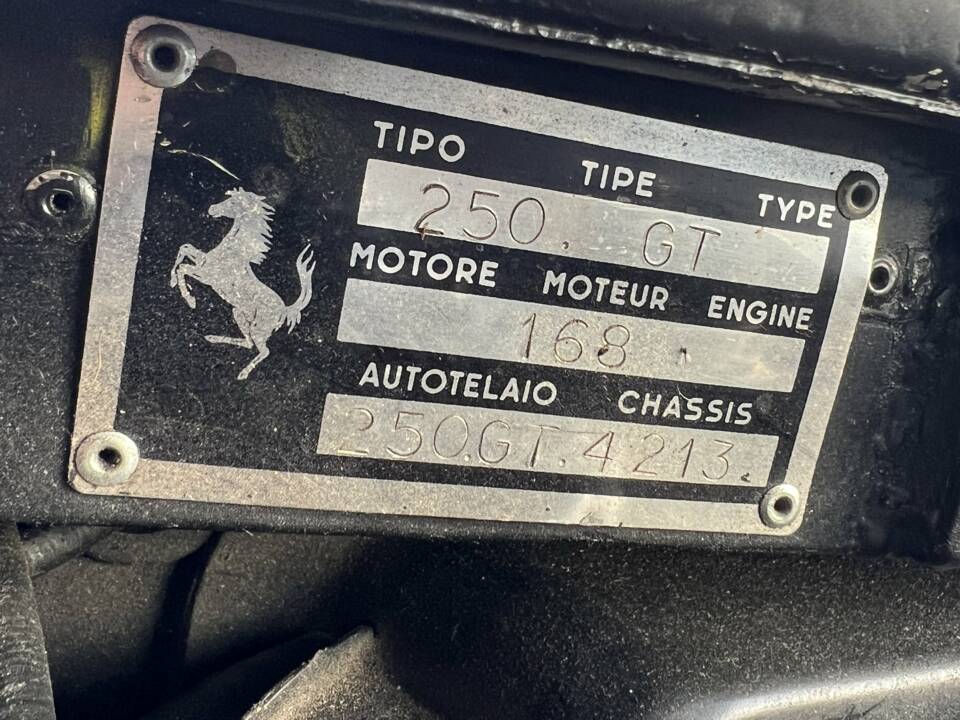 TIPO TIPE TYPE
250. GT
MOTORE MOTEUR ENGINE
168
AUTOTELAIO CHASSIS
250.GT.4213.